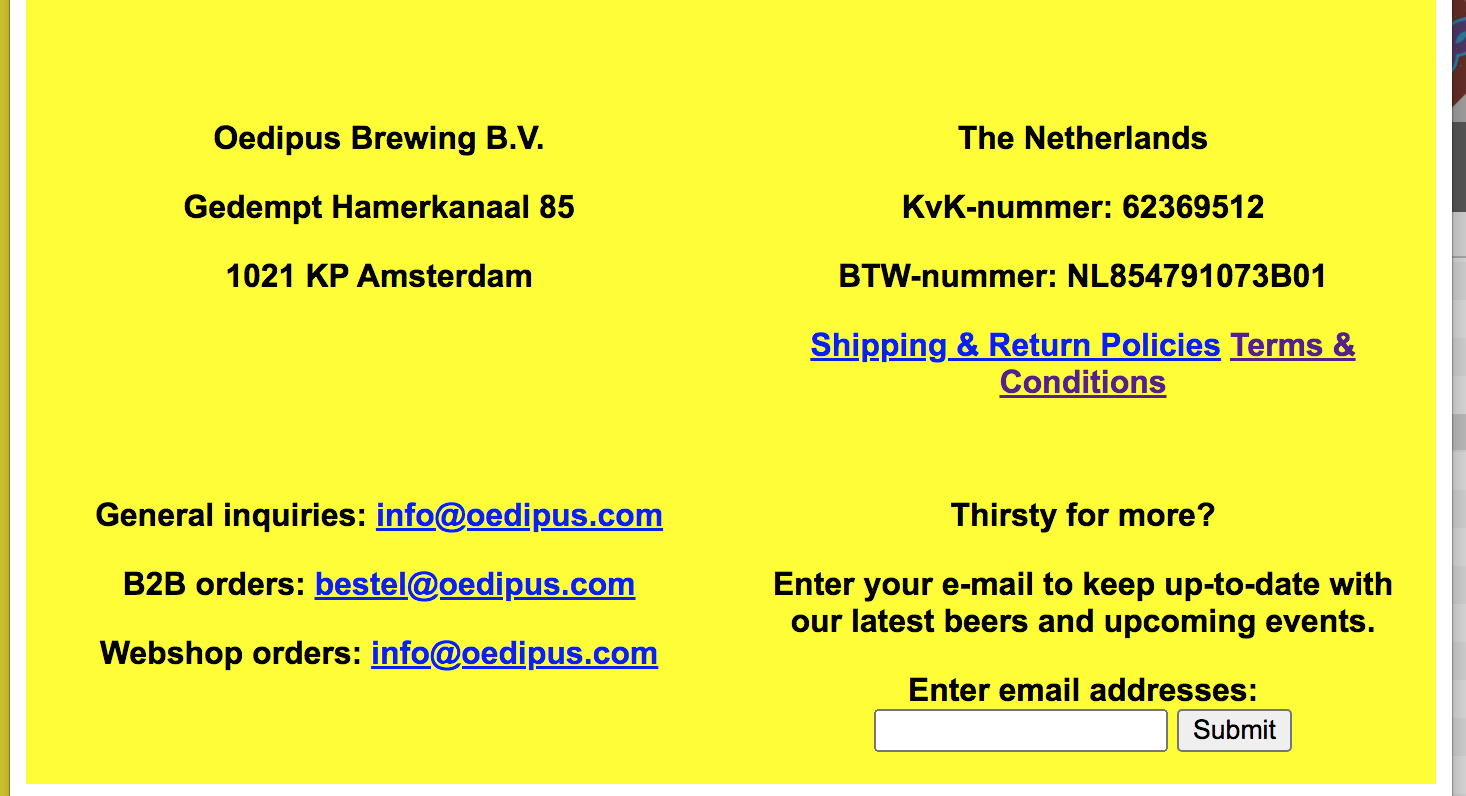 Oedipus Brewing B.V.
Gedempt Hamerkanaal 85
1021 KP Amsterdam
The Netherlands
KvK-nummer: 62369512
BTW-nummer: NL854791073B01
Shipping & Return Policies Terms &
Conditions
General inquiries: info@oedipus.com
B2B orders: bestel@oedipus.com
Webshop orders: info@oedipus.com
Thirsty for more?
Enter your e-mail to keep up-to-date with
our latest beers and upcoming events.
Enter email addresses:
Submit